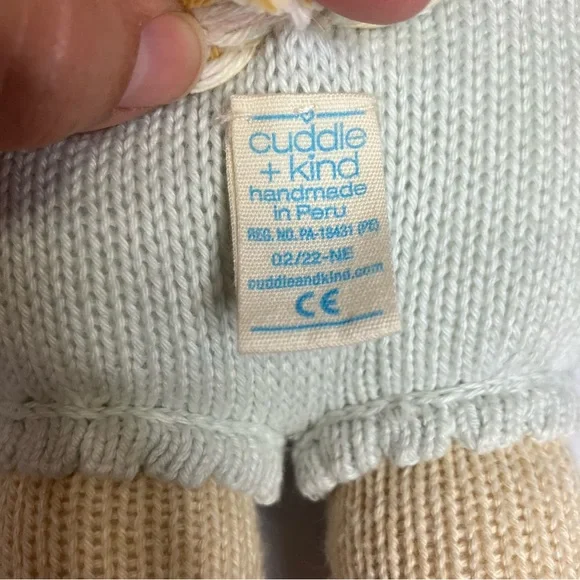 cuddle
+ kind
handmade
in Peru
REG. NO. PA-18431 (PE)
02/22-NE
cuddleandkind.com
CE